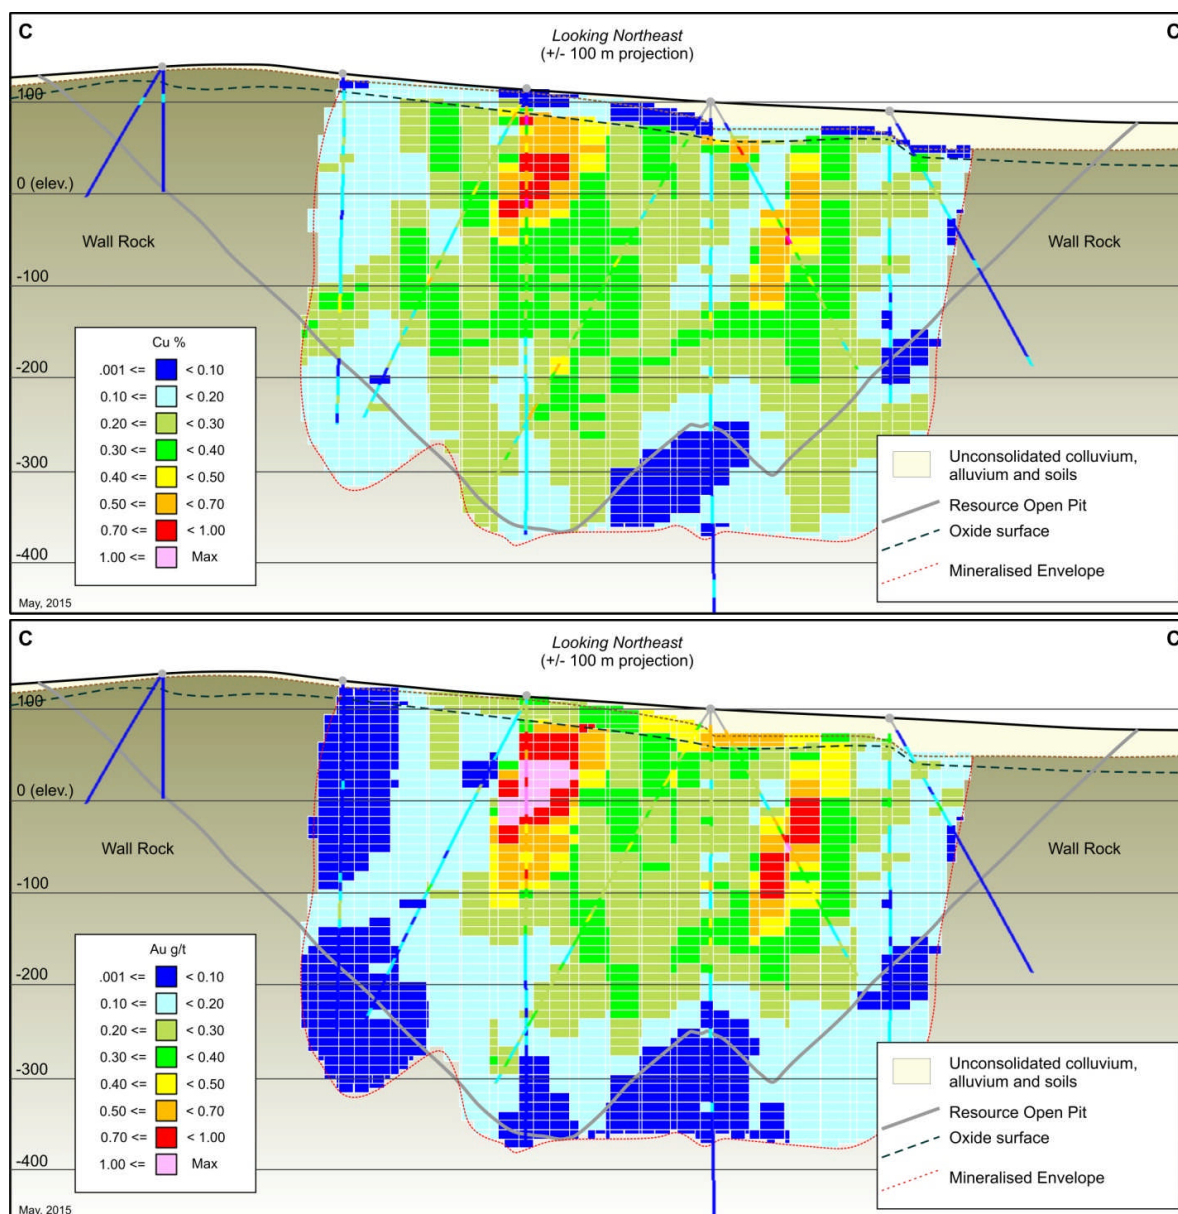 C
Looking Northeast
(+/- 100 m projection)
C
100
0 (elev.)
Wall Rock
Wall Rock
-100
-200
-300
-400
Cu %
.001 <= < 0.10
0.10 <= < 0.20
0.20 <= < 0.30
0.30 <= < 0.40
0.40 <= < 0.50
0.50 <= < 0.70
0.70 <= < 1.00
1.00 <= Max
Unconsolidated colluvium,
alluvium and soils
Resource Open Pit
Oxide surface
Mineralised Envelope
May, 2015
C
Looking Northeast
(+/- 100 m projection)
C
100
0 (elev.)
Wall Rock
Wall Rock
-100
-200
-300
-400
Au g/t
.001 <= < 0.10
0.10 <= < 0.20
0.20 <= < 0.30
0.30 <= < 0.40
0.40 <= < 0.50
0.50 <= < 0.70
0.70 <= < 1.00
1.00 <= Max
Unconsolidated colluvium,
alluvium and soils
Resource Open Pit
Oxide surface
Mineralised Envelope
May, 2015